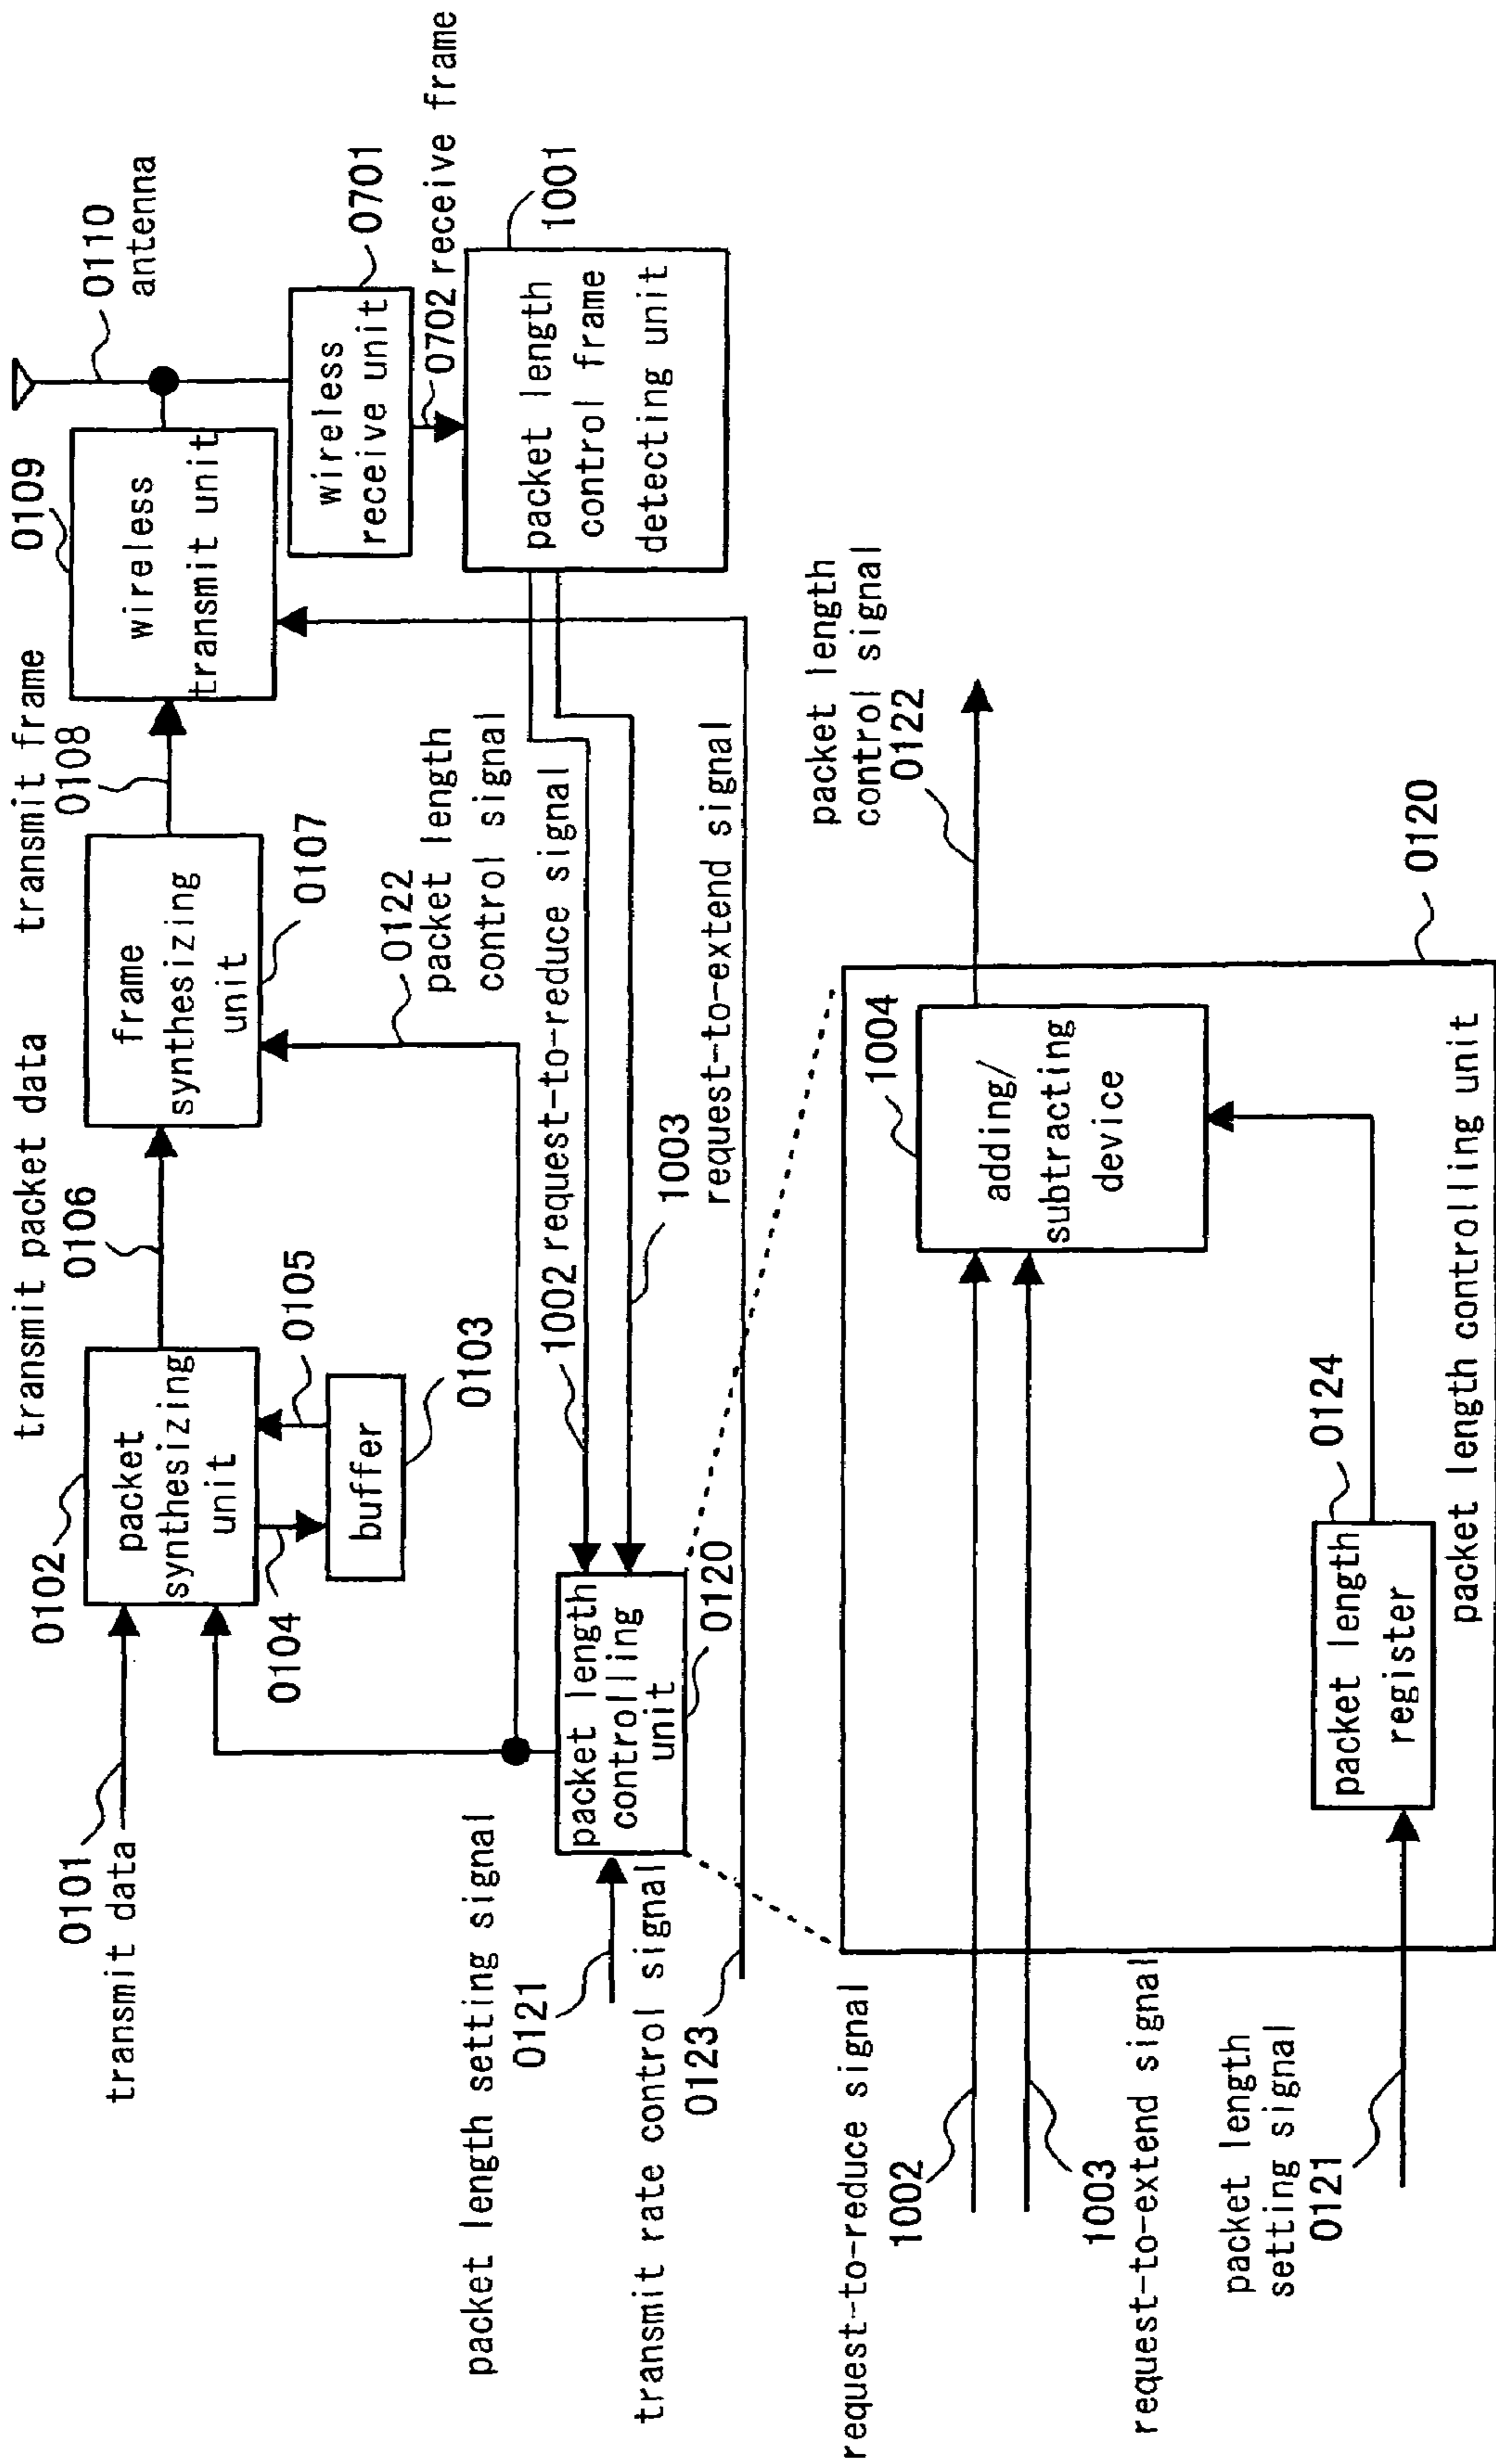 0101
transmit data
0102
packet
synthesizing
unit
0104
0105
buffer
0103
transmit packet data
0106
frame
synthesizing
unit
0107
transmit frame
0108
0109
wireless
transmit unit
0110
antenna
wireless
receive unit
0701
0702 receive frame
packet length
control frame
detecting unit
1001
0122
packet length
control signal
1002 request-to-reduce signal
1003
request-to-extend signal
packet length setting signal
0121
packet length
controlling
unit
0120
transmit rate control signal
0123
request-to-reduce signal
1002
1003
request-to-extend signal
packet length
setting signal
0121
packet length
register
0124
adding/
subtracting
device
1004
packet length
control signal
0122
0120
packet length controlling unit